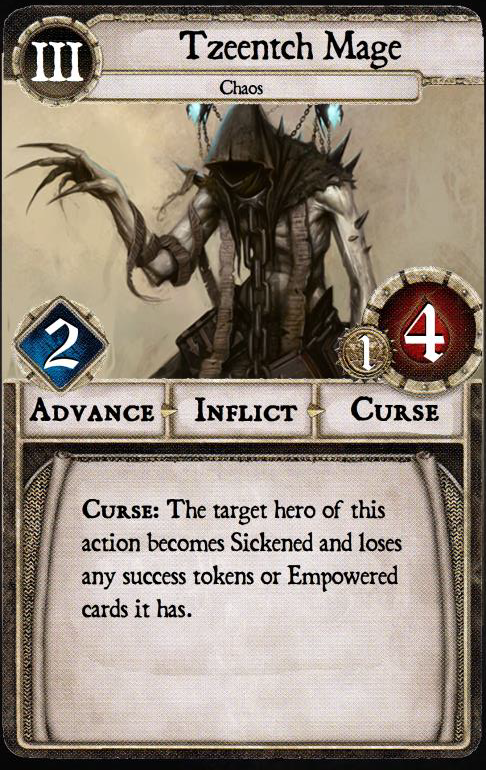 III
Tzeentch Mage
Chaos
2
1
4
Advance
Inflict
Curse
Curse: The target hero of this
action becomes Sickened and loses
any success tokens or Empowered
cards it has.